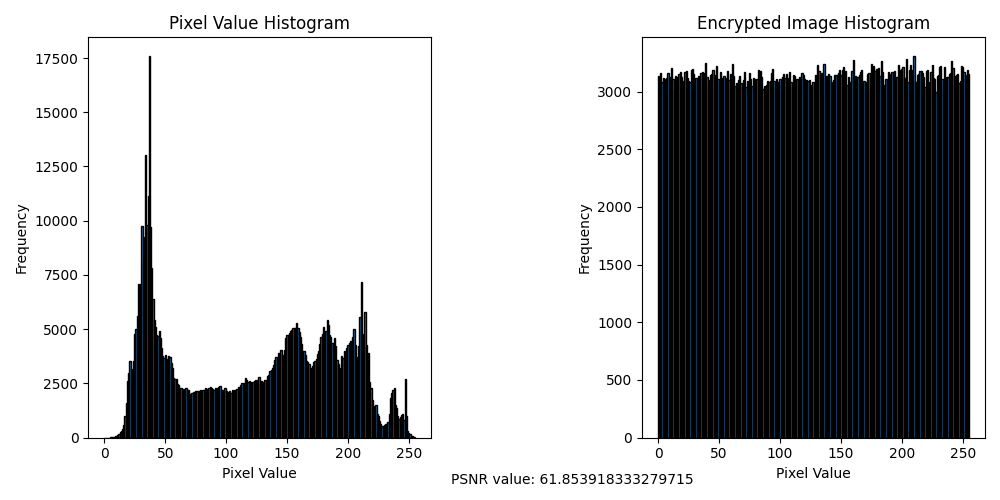 Pixel Value Histogram
17500
15000
12500
10000
7500
5000
2500
0
Frequency
0 50 100 150 200 250
Pixel Value
Encrypted Image Histogram
3000
2500
2000
1500
1000
500
0
Frequency
0 50 100 150 200 250
Pixel Value
PSNR value: 61.853918333279715